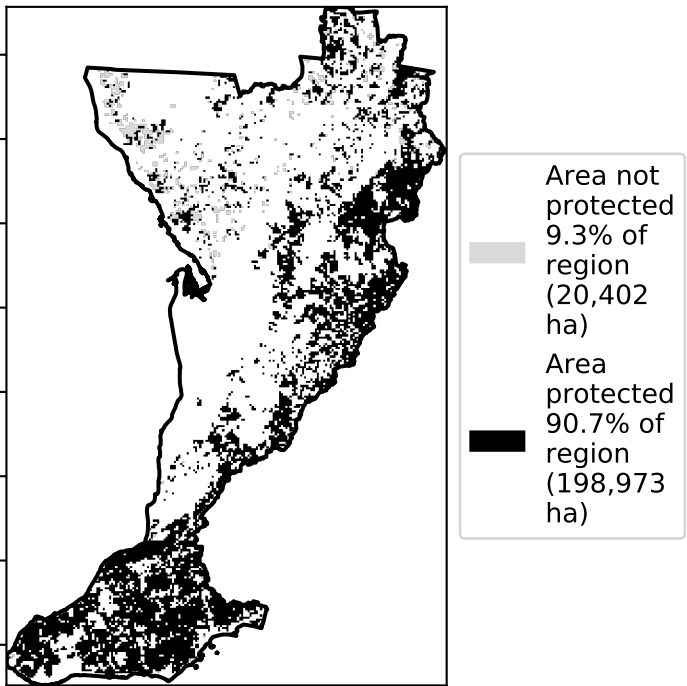 Area not
protected
9.3% of
region
(20,402
ha)
Area
protected
90.7% of
region
(198,973
ha)